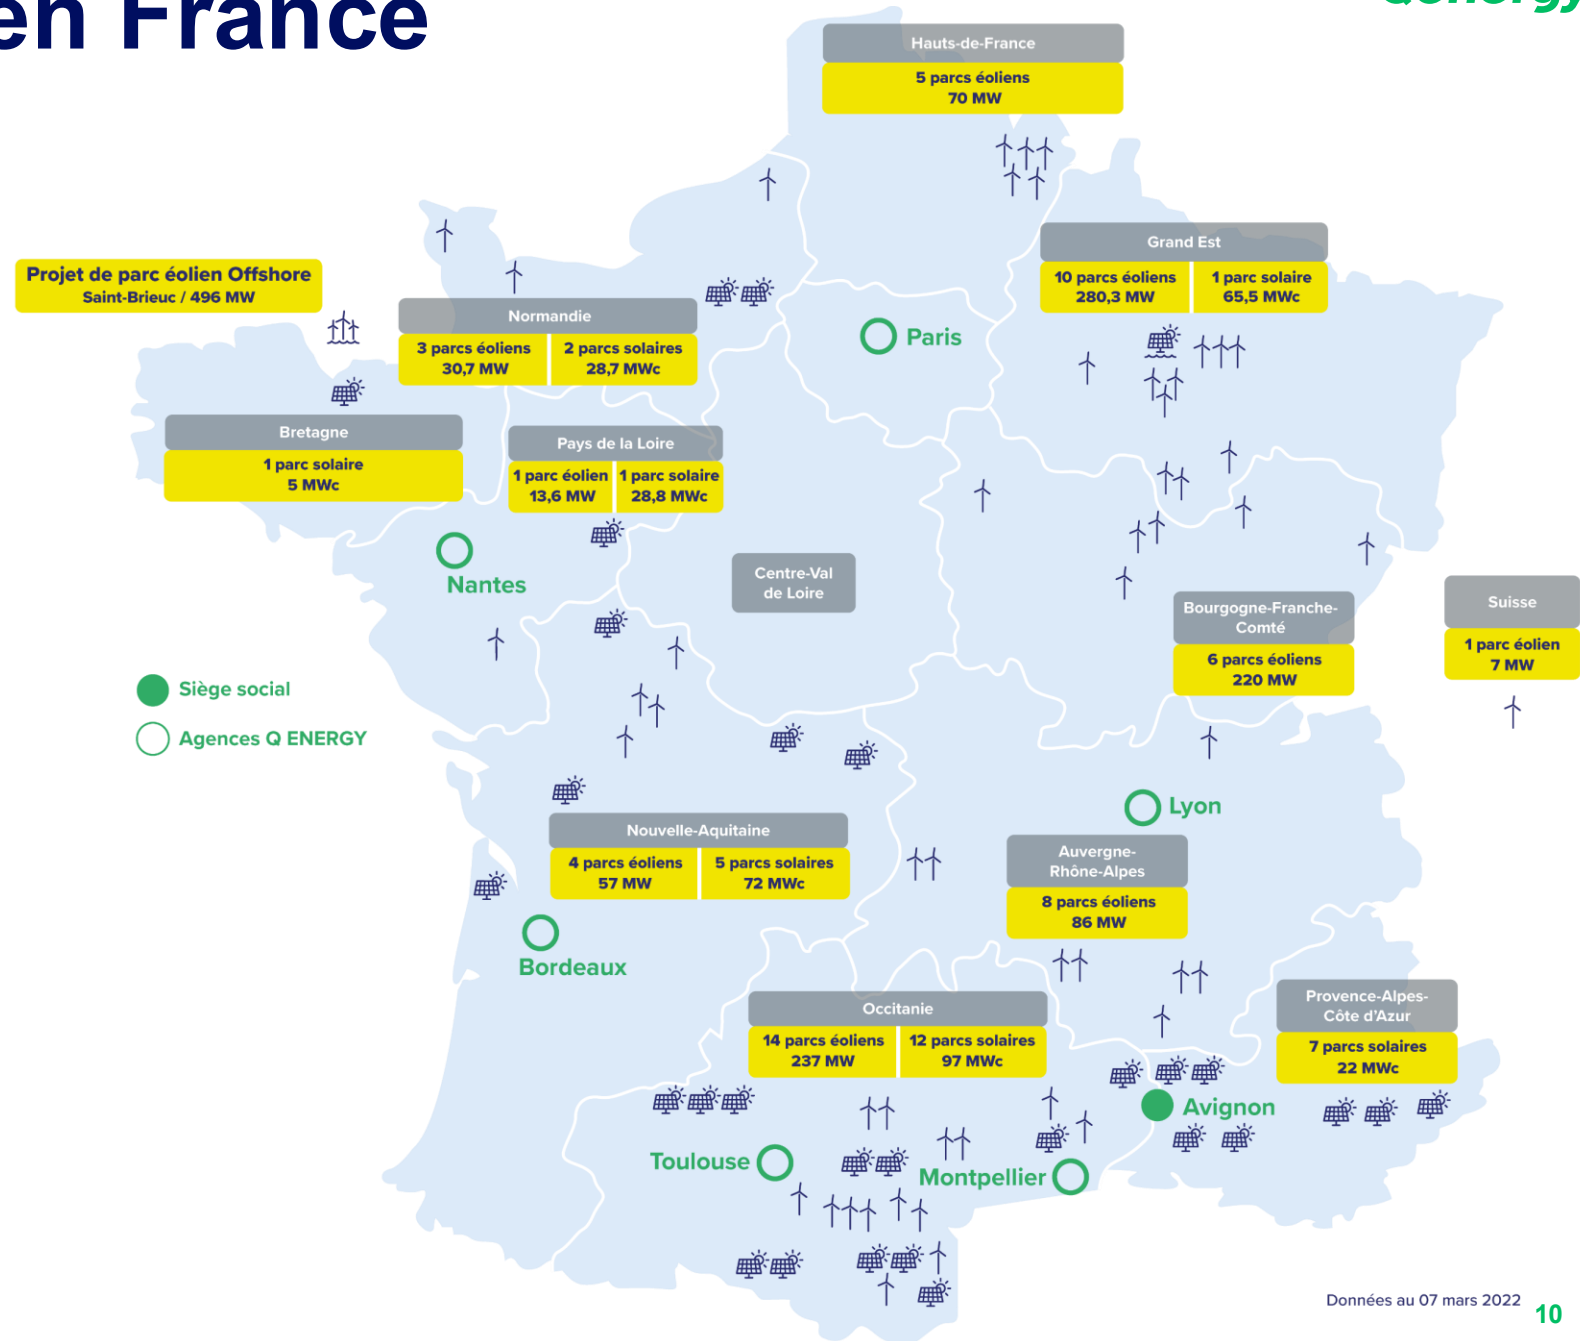 en France
Hauts-de-France
5 parcs éoliens
70 MW
Grand Est
10 parcs éoliens
280,3 MW
1 parc solaire
65,5 MWc
Projet de parc éolien Offshore
Saint-Brieuc / 496 MW
Normandie
3 parcs éoliens
30,7 MW
2 parcs solaires
28,7 MWc
Paris
Bretagne
1 parc solaire
5 MWc
Pays de la Loire
1 parc éolien
13,6 MW
1 parc solaire
28,8 MWc
Nantes
Centre-Val
de Loire
Bourgogne-Franche-
Comté
6 parcs éoliens
220 MW
Suisse
1 parc éolien
7 MW
Siège social
Agences Q ENERGY
Lyon
Nouvelle-Aquitaine
4 parcs éoliens
57 MW
5 parcs solaires
72 MWc
Auvergne-
Rhône-Alpes
8 parcs éoliens
86 MW
Bordeaux
Occitanie
14 parcs éoliens
237 MW
12 parcs solaires
97 MWc
Provence-Alpes-
Côte d'Azur
7 parcs solaires
22 MWc
Avignon
Toulouse
Montpellier
Données au 07 mars 2022
10